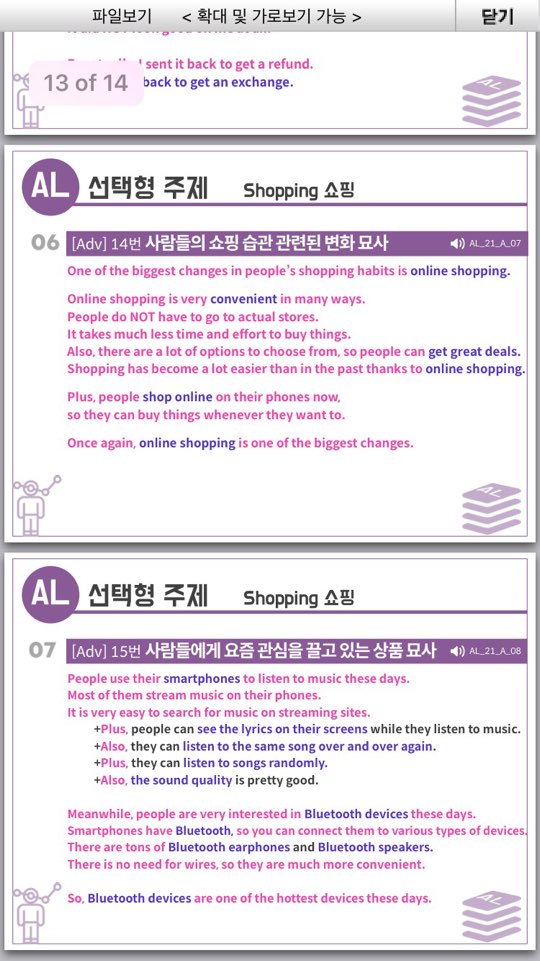 파일보기 < 확대 및 가로보기 가능 > 닫기
sent it back to get a refund.
13 of 14
back to get an exchange.
AL
AL 선택형 주제 Shopping 쇼핑
06 [Adv] 14번 사람들의 쇼핑 습관 관련된 변화 묘사 AL_21_A_07
One of the biggest changes in people's shopping habits is online shopping.
Online shopping is very convenient in many ways.
People do NOT have to go to actual stores.
It takes much less time and effort to buy things.
Also, there are a lot of options to choose from, so people can get great deals.
Shopping has become a lot easier than in the past thanks to online shopping.
Plus, people shop online on their phones now,
so they can buy things whenever they want to.
Once again, online shopping is one of the biggest changes.
AL
AL 선택형 주제 Shopping 쇼핑
07 [Adv] 15번 사람들에게 요즘 관심을 끌고 있는 상품 묘사 AL_21_A_08
People use their smartphones to listen to music these days.
Most of them stream music on their phones.
It is very easy to search for music on streaming sites.
+Plus, people can see the lyrics on their screens while they listen to music.
+Also, they can listen to the same song over and over again.
+Plus, they can listen to songs randomly.
+Also, the sound quality is pretty good.
Meanwhile, people are very interested in Bluetooth devices these days.
Smartphones have Bluetooth, so you can connect them to various types of devices.
There are tons of Bluetooth earphones and Bluetooth speakers.
There is no need for wires, so they are much more convenient.
So, Bluetooth devices are one of the hottest devices these days.
AL